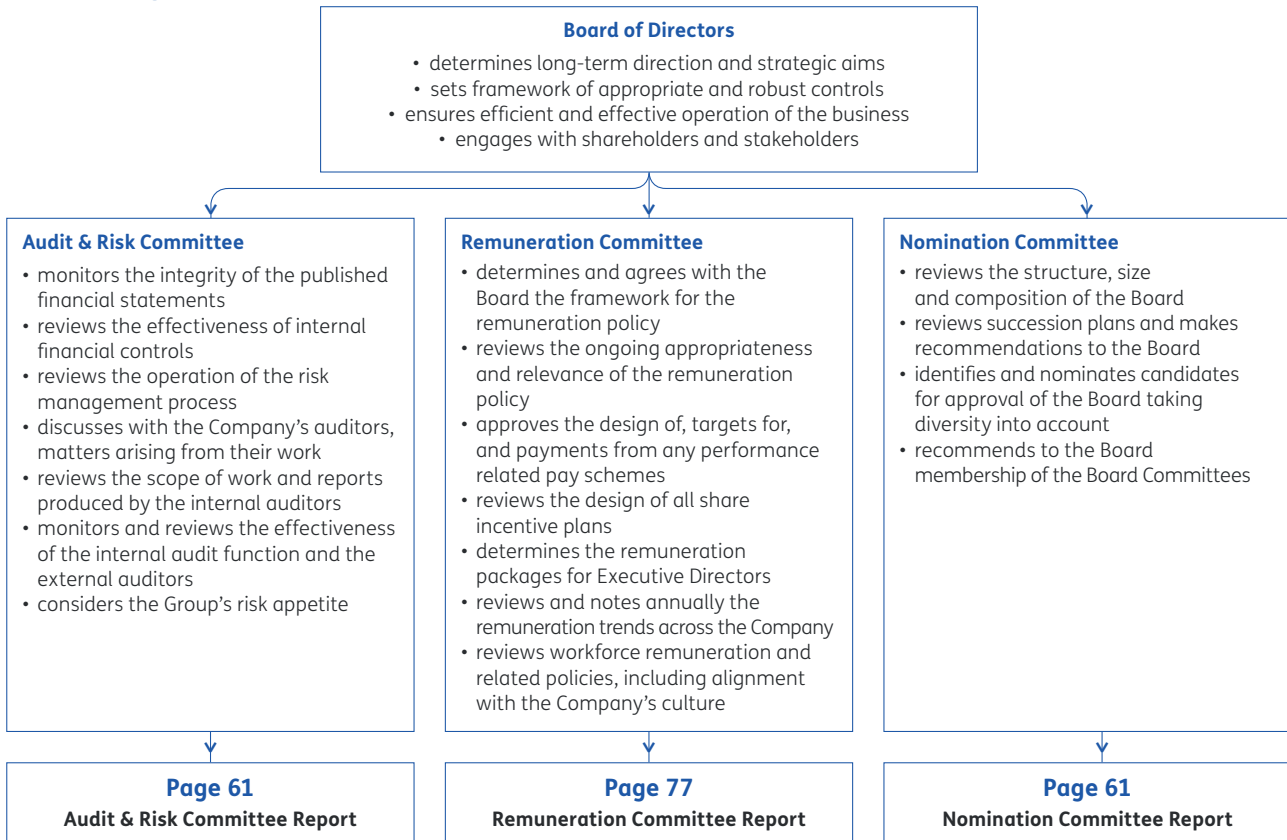 Board of Directors
• determines long-term direction and strategic aims
• sets framework of appropriate and robust controls
• ensures efficient and effective operation of the business
• engages with shareholders and stakeholders
Audit & Risk Committee
• monitors the integrity of the published
financial statements
• reviews the effectiveness of internal
financial controls
• reviews the operation of the risk
management process
• discusses with the Company’s auditors,
matters arising from their work
• reviews the scope of work and reports
produced by the internal auditors
• monitors and reviews the effectiveness
of the internal audit function and the
external auditors
• considers the Group’s risk appetite
Remuneration Committee
• determines and agrees with the
Board the framework for the
remuneration policy
• reviews the ongoing appropriateness
and relevance of the remuneration
policy
• approves the design of, targets for,
and payments from any performance
related pay schemes
• reviews the design of all share
incentive plans
• determines the remuneration
packages for Executive Directors
• reviews and notes annually the
remuneration trends across the Company
• reviews workforce remuneration and
related policies, including alignment
with the Company’s culture
Nomination Committee
• reviews the structure, size
and composition of the Board
• reviews succession plans and makes
recommendations to the Board
• identifies and nominates candidates
for approval of the Board taking
diversity into account
• recommends to the Board
membership of the Board Committees
Page 61
Audit & Risk Committee Report
Page 77
Remuneration Committee Report
Page 61
Nomination Committee Report